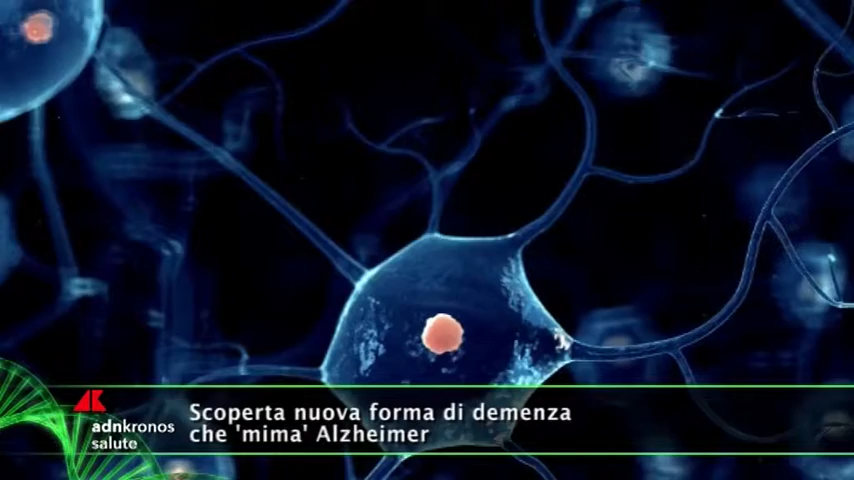 Scoperta nuova forma di demenza
che 'mima' Alzheimer
adnkronos
salute